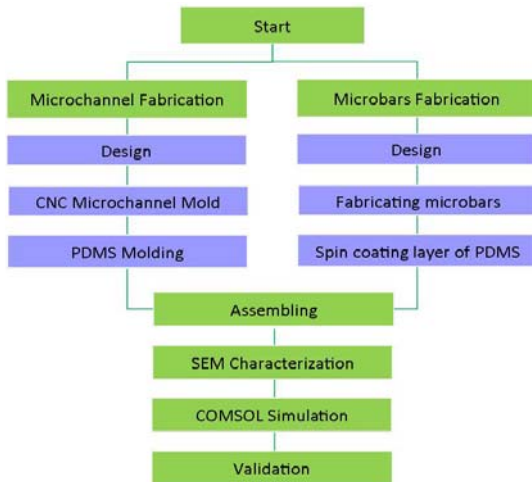 Start
Microchannel Fabrication
Design
CNC Microchannel Mold
PDMS Molding
Microbars Fabrication
Design
Fabricating microbars
Spin coating layer of PDMS
Assembling
SEM Characterization
COMSOL Simulation
Validation